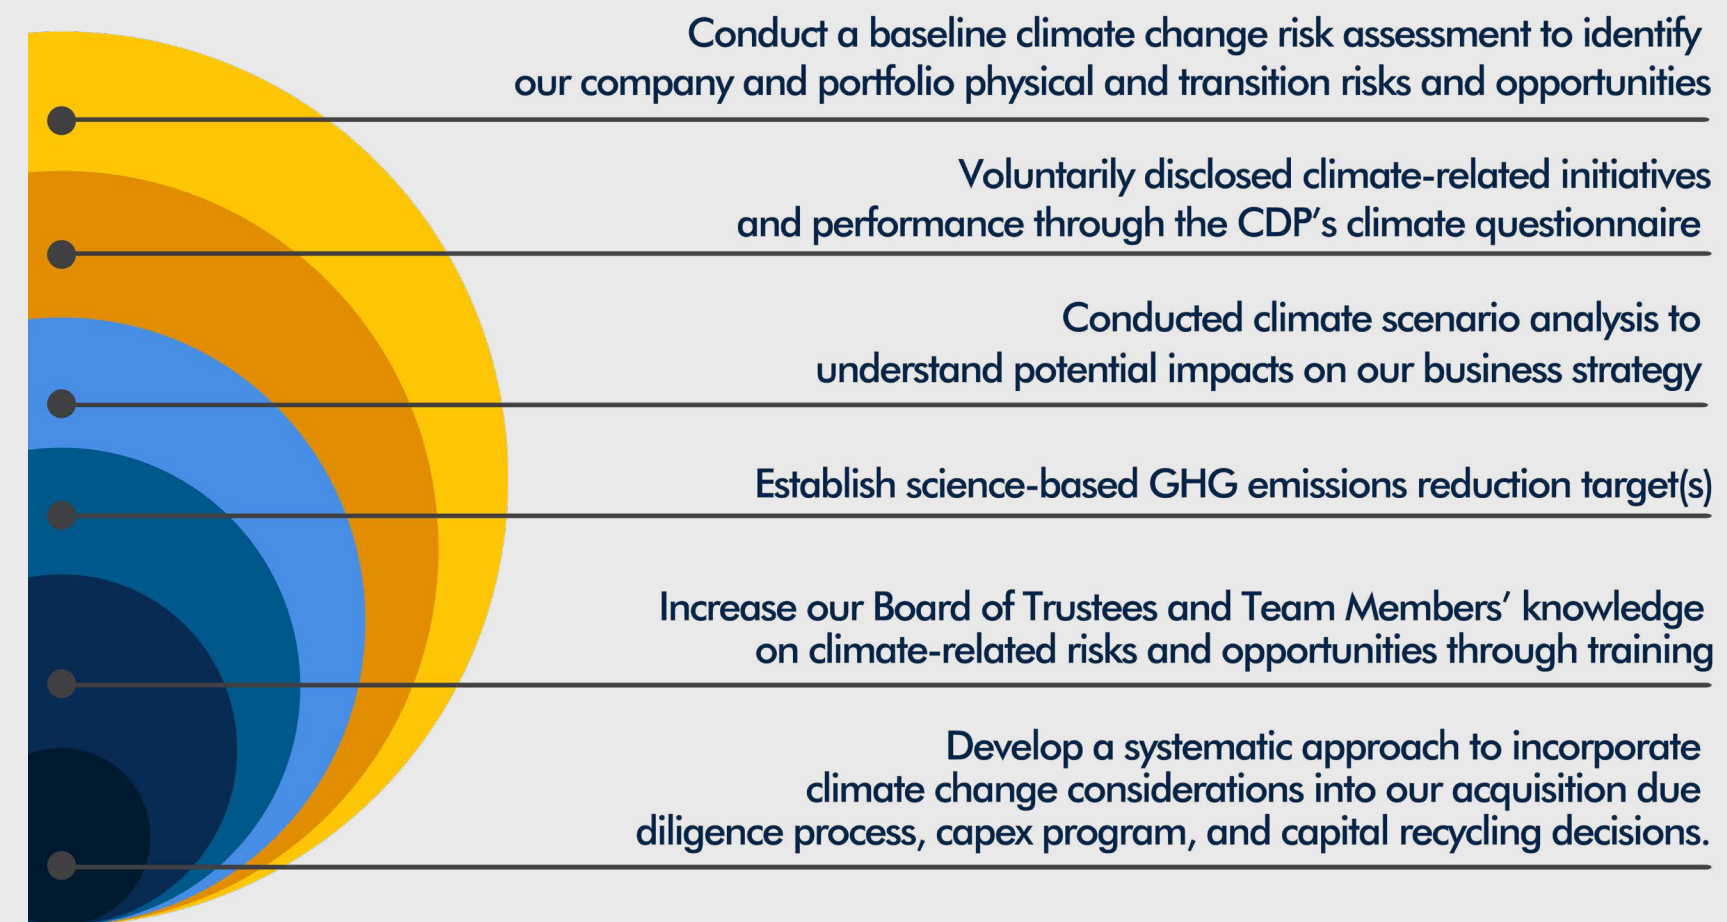 Conduct a baseline climate change risk assessment to identify
our company and portfolio physical and transition risks and opportunities
Voluntarily disclosed climate-related initiatives
and performance through the CDP's climate questionnaire
Conducted climate scenario analysis to
understand potential impacts on our business strategy
Establish science-based GHG emissions reduction target(s)
Increase our Board of Trustees and Team Members' knowledge
on climate-related risks and opportunities through training
Develop a systematic approach to incorporate
climate change considerations into our acquisition due
diligence process, capex program, and capital recycling decisions.